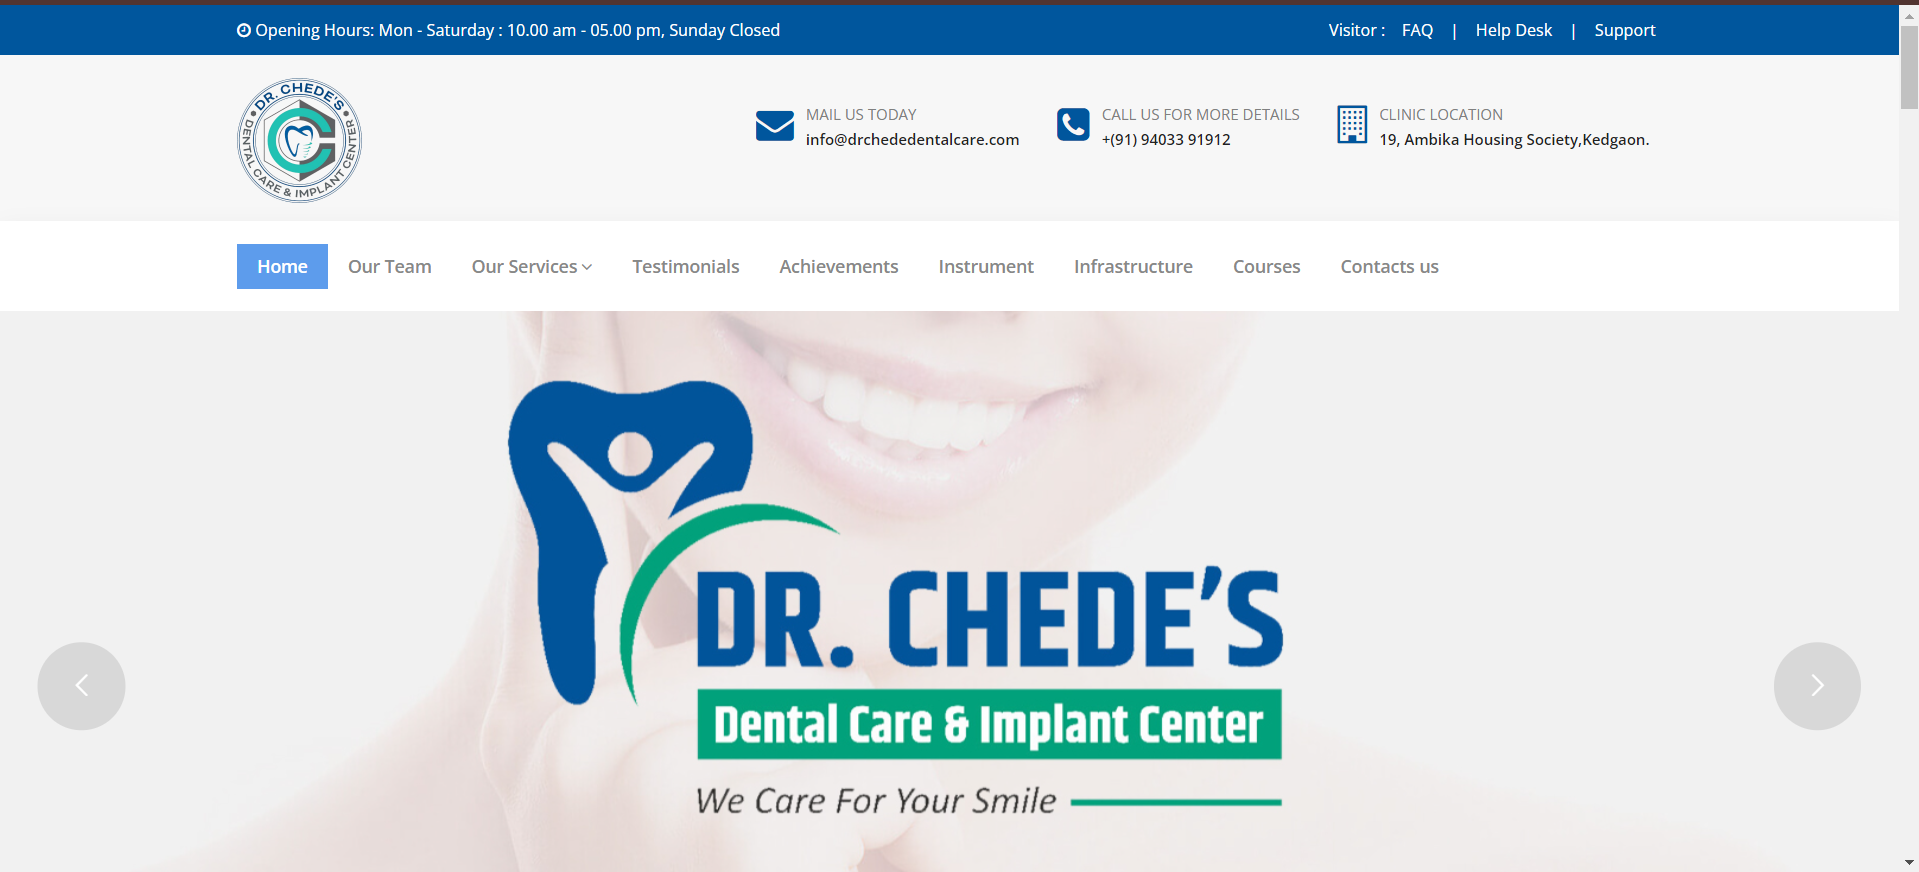 Opening Hours: Mon - Saturday : 10.00 am - 05.00 pm, Sunday Closed
Visitor : FAQ | Help Desk | Support
DR. CHEDE'S
DENTAL CARE & IMPLANT CENTER
MAIL US TODAY
info@drchededentalcare.com
CALL US FOR MORE DETAILS
+(91) 94033 91912
CLINIC LOCATION
19, Ambika Housing Society,Kedgaon.
Home Our Team Our Services Testimonials Achievements Instrument Infrastructure Courses Contacts us
DR. CHEDE'S
Dental Care & Implant Center
We Care For Your Smile